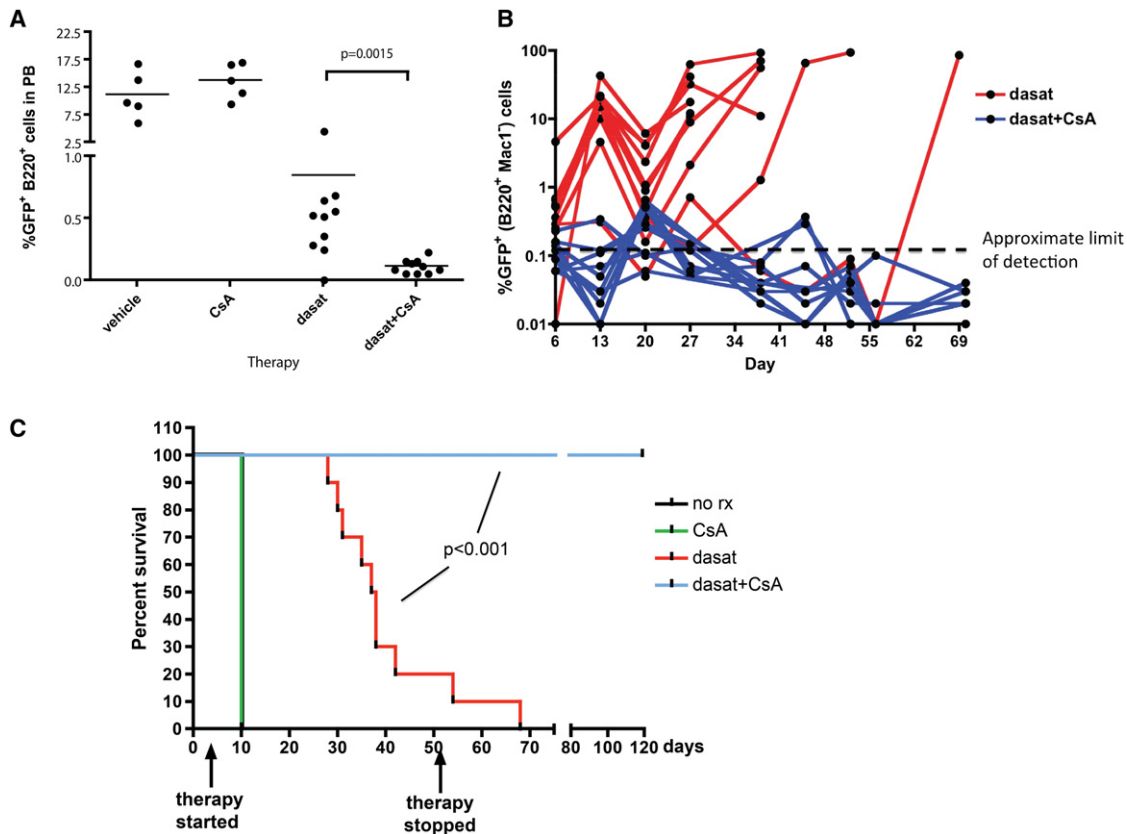 A
%GFP⁺ B220⁺ cells in PB
22.5
17.5
12.5
7.5
2.5
1.0
0.5
0.0
p=0.0015
vehicle
CsA
dasat
dasat+CsA
Therapy
B
%GFP⁺ (B220⁺ Mac1⁻) cells
100
10
1
0.1
0.01
6 13 20 27 34 41 48 55 62 69
Day
dasat
dasat+CsA
Approximate limit
of detection
C
Percent survival
110
100
90
80
70
60
50
40
30
20
10
0
0 10 20 30 40 50 60 70 80 100 120 days
p<0.001
no rx
CsA
dasat
dasat+CsA
therapy
started
therapy
stopped